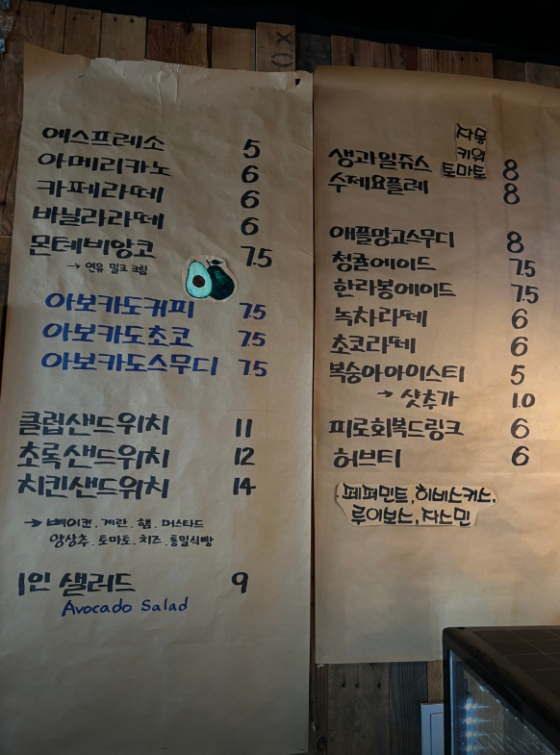 에스프레소 5
아메리카노 6
카페라떼 6
바닐라라떼 6
몬테비앙코 7.5
→ 연유 밀크 크림
아보카도커피 7.5
아보카도초코 7.5
아보카도스무디 7.5
클럽샌드위치 11
초록샌드위치 12
치킨샌드위치 14
→ 베이컨. 계란. 햄. 머스타드
양상추. 토마토. 치즈. 통밀식빵
1인 샐러드 9
Avocado Salad
자몽
키위
토마토
생과일쥬스 8
수제요플레 8
애플망고스무디 8
청귤에이드 7.5
한라봉에이드 7.5
녹차라떼 6
초코라떼 6
복숭아아이스티 5
→ 샷추가 1.0
피로회복드링크 6
허브티 6
페퍼민트, 히비스커스,
루이보스, 자스민